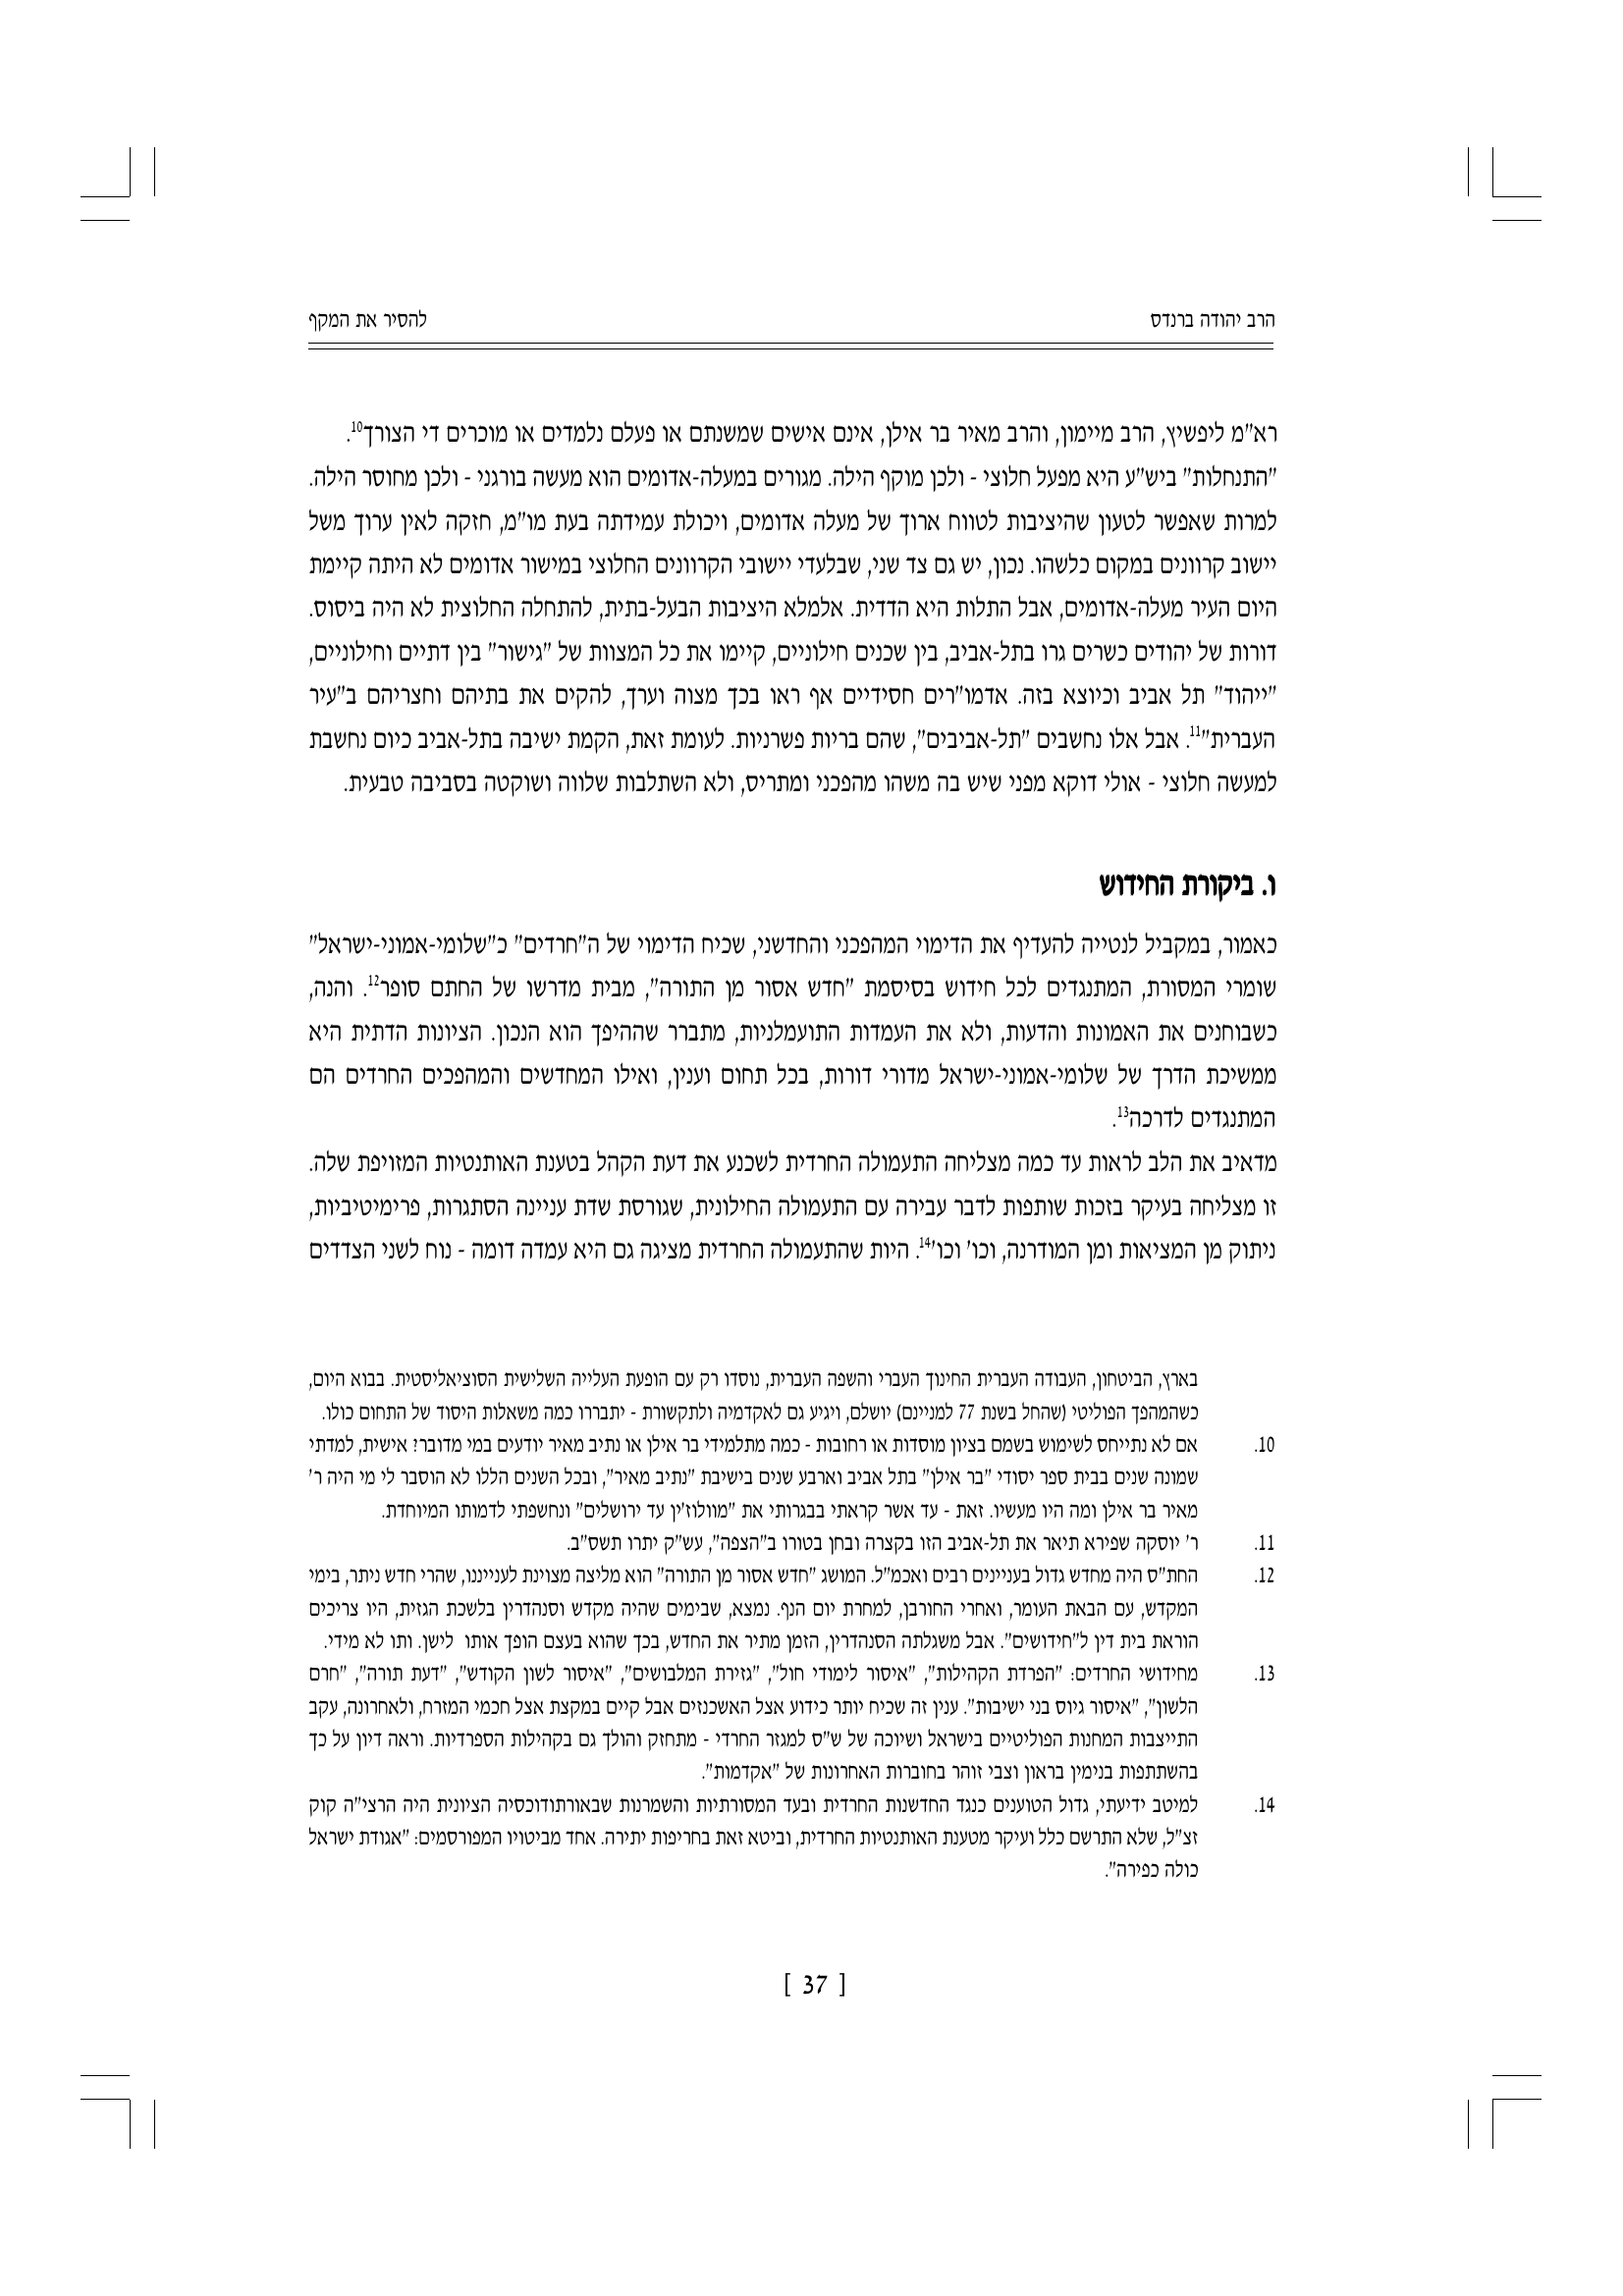 הרב יהודה ברנדס
להסיר את המקף
רא"מ ליפשיץ, הרב מיימון, והרב מאיר בר אילן, אינם אישים שמשנתם או פעלם נלמדים או מוכרים די הצורך10.
"התנחלות" ביש"ע היא מפעל חלוצי - ולכן מוקף הילה. מגורים במעלה-אדומים הוא מעשה בורגני - ולכן מחוסר הילה.
למרות שאפשר לטעון שהיציבות לטווח ארוך של מעלה אדומים, ויכולת עמידתה בעת מו"מ, חזקה לאין ערוך משל
יישוב קרוונים במקום כלשהו. נכון, יש גם צד שני, שבלעדי יישובי הקרוונים החלוצי במישור אדומים לא היתה קיימת
היום העיר מעלה-אדומים, אבל התלות היא הדדית. אלמלא היציבות הבעל-בתית, להתחלה החלוצית לא היה ביסוס.
דורות של יהודים כשרים גרו בתל-אביב, בין שכנים חילוניים, קיימו את כל המצוות של "גישור" בין דתיים וחילוניים,
"ייהוד" תל אביב וכיוצא בזה. אדמו"רים חסידיים אף ראו בכך מצוה וערך, להקים את בתיהם וחצריהם ב"עיר
העברית"11. אבל אלו נחשבים "תל-אביבים", שהם בריות פשרניות. לעומת זאת, הקמת ישיבה בתל-אביב כיום נחשבת
למעשה חלוצי - אולי דוקא מפני שיש בה משהו מהפכני ומתריס, ולא השתלבות שלווה ושוקטה בסביבה טבעית.
ו. ביקורת החידוש
כאמור, במקביל לנטייה להעדיף את הדימוי המהפכני והחדשני, שכיח הדימוי של ה"חרדים" כ"שלומי-אמוני-ישראל"
שומרי המסורת, המתנגדים לכל חידוש בסיסמת "חדש אסור מן התורה", מבית מדרשו של החתם סופר12. והנה,
כשבוחנים את האמונות והדעות, ולא את העמדות התועמלניות, מתברר שההיפך הוא הנכון. הציונות הדתית היא
ממשיכת הדרך של שלומי-אמוני-ישראל מדורי דורות, בכל תחום וענין, ואילו המחדשים והמהפכים החרדים הם
המתנגדים לדרכה13.
מדאיב את הלב לראות עד כמה מצליחה התעמולה החרדית לשכנע את דעת הקהל בטענת האותנטיות המזויפת שלה.
זו מצליחה בעיקר בזכות שותפות לדבר עבירה עם התעמולה החילונית, שגורסת שדת עניינה הסתגרות, פרימיטיביות,
ניתוק מן המציאות ומן המודרנה, וכו' וכו'14. היות שהתעמולה החרדית מציגה גם היא עמדה דומה - נוח לשני הצדדים
בארץ, הביטחון, העבודה העברית החינוך העברי והשפה העברית, נוסדו רק עם הופעת העלייה השלישית הסוציאליסטית. בבוא היום,
כשהמהפך הפוליטי (שהחל בשנת 77 למניינם) יושלם, ויגיע גם לאקדמיה ולתקשורת - יתבררו כמה משאלות היסוד של התחום כולו.
10. אם לא נתייחס לשימוש בשמם בציון מוסדות או רחובות - כמה מתלמידי בר אילן או נתיב מאיר יודעים במי מדובר? אישית, למדתי
שמונה שנים בבית ספר יסודי "בר אילן" בתל אביב וארבע שנים בישיבת "נתיב מאיר", ובכל השנים הללו לא הוסבר לי מי היה ר'
מאיר בר אילן ומה היו מעשיו. זאת - עד אשר קראתי בבגרותי את "מוולוז'ין עד ירושלים" ונחשפתי לדמותו המיוחדת.
11. ר' יוסקה שפירא תיאר את תל-אביב הזו בקצרה ובחן בטורו ב"הצפה", עש"ק יתרו תשס"ב.
12. החת"ס היה מחדש גדול בעניינים רבים ואכמ"ל. המושג "חדש אסור מן התורה" הוא מליצה מצוינת לענייננו, שהרי חדש ניתר, בימי
המקדש, עם הבאת העומר, ואחרי החורבן, למחרת יום הנף. נמצא, שבימים שהיה מקדש וסנהדרין בלשכת הגזית, היו צריכים
הוראת בית דין ל"חידושים". אבל משגלתה הסנהדרין, הזמן מתיר את החדש, בכך שהוא בעצם הופך אותו לישן. ותו לא מידי.
13. מחידושי החרדים: "הפרדת הקהילות", "איסור לימודי חול", "גזירת המלבושים", "איסור לשון הקודש", "דעת תורה", "חרם
הלשון", "איסור גיוס בני ישיבות". ענין זה שכיח יותר כידוע אצל האשכנזים אבל קיים במקצת אצל חכמי המזרח, ולאחרונה, עקב
התייצבות המחנות הפוליטיים בישראל ושיוכה של ש"ס למגזר החרדי - מתחזק והולך גם בקהילות הספרדיות. וראה דיון על כך
בהשתתפות בנימין בראון וצבי זוהר בחוברות האחרונות של "אקדמות".
14. למיטב ידיעתי, גדול הטוענים כנגד החדשנות החרדית ובעד המסורתיות והשמרנות שבאורתודוכסיה הציונית היה הרצי"ה קוק
זצ"ל, שלא התרשם כלל ועיקר מטענת האותנטיות החרדית, וביטא זאת בחריפות יתירה. אחד מביטויו המפורסמים: "אגודת ישראל
כולה כפירה".
[ 37 ]